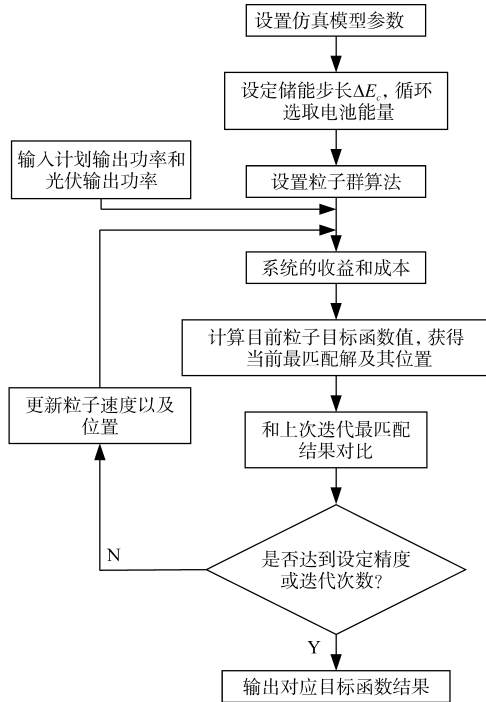 设置仿真模型参数
设定储能步长ΔE_c，循环
选取电池能量
输入计划输出功率和
光伏输出功率
设置粒子群算法
系统的收益和成本
计算目前粒子目标函数值，获得
当前最匹配解及其位置
更新粒子速度以及
位置
和上次迭代最匹配
结果对比
N
是否达到设定精度
或迭代次数?
Y
输出对应目标函数结果